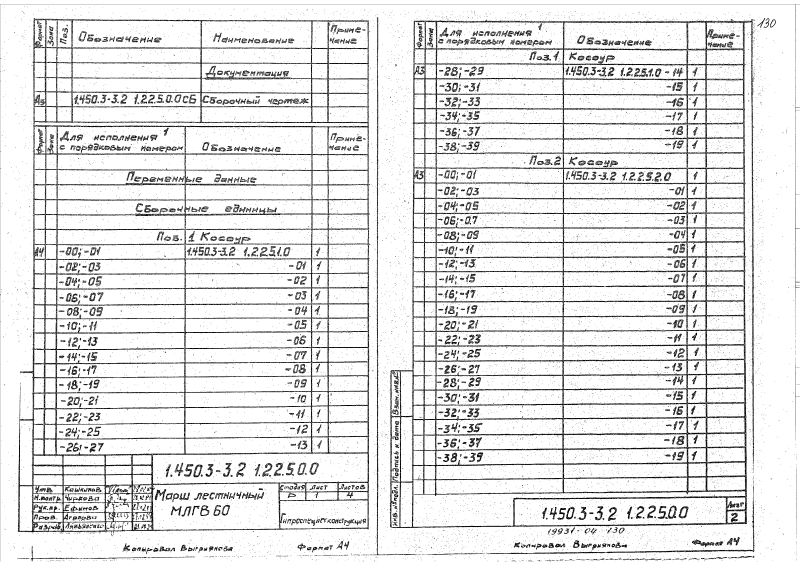 Формат Зона Поз. Обозначение Наименование Приме-чание
Документация
А3 1.450.3-3.2 1.2.2.5.0.0СБ Сборочный чертеж
Формат Зона Для исполнения 1 с порядковым номером Обозначение Приме-чание
Переменные данные
Сборочные единицы
Поз. 1 Косоур
А4 -00; -01 1.450.3-3.2 1.2.2.5.1.0 1
-02; -03 -01 1
-04; -05 -02 1
-06; -07 -03 1
-08; -09 -04 1
-10; -11 -05 1
-12; -13 -06 1
-14; -15 -07 1
-16; -17 -08 1
-18; -19 -09 1
-20; -21 -10 1
-22; -23 -11 1
-24; -25 -12 1
-26; -27 -13 1
1.450.3-3.2 1.2.2.5.0.0
Утв. Кашкинов
Н.контр. Чиркова
Рук.пр. Ефимов
Пров. Агапова
Разраб.
Марш лестничный
МЛГВ 60
Стадия Лист Листов
Р 1 4
Гипроспецлегконструкция
Копировал Выгриянова Формат А4
130
Формат Зона Для исполнения 1 с порядковым номером Обозначение Приме-чание
Поз.1 Косоур
А3 -28; -29 1.450.3-3.2 1.2.2.5.1.0 -14 1
-30; -31 -15 1
-32; -33 -16 1
-34; -35 -17 1
-36; -37 -18 1
-38; -39 -19 1
Поз.2 Косоур
А3 -00; -01 1.450.3-3.2 1.2.2.5.2.0 1
-02; -03 -01 1
-04; -05 -02 1
-06; -07 -03 1
-08; -09 -04 1
-10; -11 -05 1
-12; -13 -06 1
-14; -15 -07 1
-16; -17 -08 1
-18; -19 -09 1
-20; -21 -10 1
-22; -23 -11 1
-24; -25 -12 1
-26; -27 -13 1
-28; -29 -14 1
-30; -31 -15 1
-32; -33 -16 1
-34; -35 -17 1
-36; -37 -18 1
-38; -39 -19 1
Инв.№подл. Подпись и дата Взам.инв.№
1.450.3-3.2 1.2.2.5.0.0
Лист
2
19931-04 130
Копировал Выгриянова Формат А4